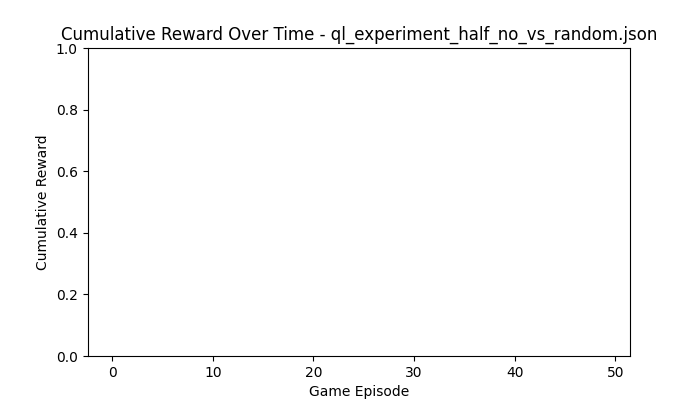 Cumulative Reward Over Time - ql_experiment_half_no_vs_random.json
1.0
0.8
0.6
0.4
0.2
0.0
Cumulative Reward
0 10 20 30 40 50
Game Episode